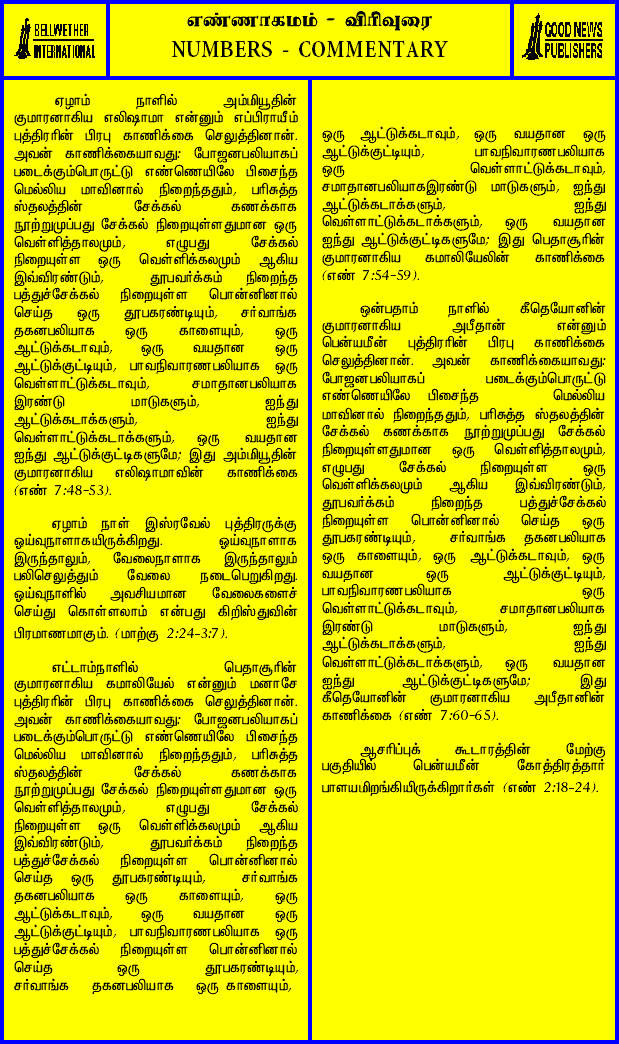 BELLWETHER
INTERNATIONAL
எண்ணாகமம் - விரிவுரை
NUMBERS - COMMENTARY
GOOD NEWS
PUBLISHERS
ஏழாம் நாளில் அம்மியூதின்
குமாரனாகிய எலிஷாமா என்னும் எப்பிராயீம்
புத்திரரின் பிரபு காணிக்கை செலுத்தினான்.
அவன் காணிக்கையாவது: போஜனபலியாகப்
படைக்கும்பொருட்டு எண்ணெயிலே பிசைந்த
மெல்லிய மாவினால் நிறைந்ததும், பரிசுத்த
ஸ்தலத்தின் சேக்கல் கணக்காக
நூற்றுமுப்பது சேக்கல் நிறையுள்ளதுமான ஒரு
வெள்ளித்தாலமும், எழுபது சேக்கல்
நிறையுள்ள ஒரு வெள்ளிக்கலமும் ஆகிய
இவ்விரண்டும், தூபவர்க்கம் நிறைந்த
பத்துச்சேக்கல் நிறையுள்ள பொன்னினால்
செய்த ஒரு தூபகரண்டியும், சர்வாங்க
தகனபலியாக ஒரு காளையும், ஒரு
ஆட்டுக்கடாவும், ஒரு வயதான ஒரு
ஆட்டுக்குட்டியும், பாவநிவாரணபலியாக ஒரு
வெள்ளாட்டுக்கடாவும், சமாதானபலியாக
இரண்டு மாடுகளும், ஐந்து
ஆட்டுக்கடாக்களும், ஐந்து
வெள்ளாட்டுக்கடாக்களும், ஒரு வயதான
ஐந்து ஆட்டுக்குட்டிகளுமே; இது அம்மியூதின்
குமாரனாகிய எலிஷாமாவின் காணிக்கை
(எண் 7:48-53).
ஏழாம் நாள் இஸ்ரவேல் புத்திரருக்கு
ஓய்வுநாளாகயிருக்கிறது. ஓய்வுநாளாக
இருந்தாலும், வேலைநாளாக இருந்தாலும்
பலிசெலுத்தும் வேலை நடைபெறுகிறது.
ஓய்வுநாளில் அவசியமான வேலைகளைச்
செய்து கொள்ளலாம் என்பது கிறிஸ்துவின்
பிரமாணமாகும். (மாற்கு 2:24-3:7).
எட்டாம்நாளில் பெதாசூரின்
குமாரனாகிய கமாலியேல் என்னும் மனாசே
புத்திரரின் பிரபு காணிக்கை செலுத்தினான்.
அவன் காணிக்கையாவது: போஜனபலியாகப்
படைக்கும்பொருட்டு எண்ணெயிலே பிசைந்த
மெல்லிய மாவினால் நிறைந்ததும், பரிசுத்த
ஸ்தலத்தின் சேக்கல் கணக்காக
நூற்றுமுப்பது சேக்கல் நிறையுள்ளதுமான ஒரு
வெள்ளித்தாலமும், எழுபது சேக்கல்
நிறையுள்ள ஒரு வெள்ளிக்கலமும் ஆகிய
இவ்விரண்டும், தூபவர்க்கம் நிறைந்த
பத்துச்சேக்கல் நிறையுள்ள பொன்னினால்
செய்த ஒரு தூபகரண்டியும், சர்வாங்க
தகனபலியாக ஒரு காளையும், ஒரு
ஆட்டுக்கடாவும், ஒரு வயதான ஒரு
ஆட்டுக்குட்டியும், பாவநிவாரணபலியாக ஒரு
பத்துச்சேக்கல் நிறையுள்ள பொன்னினால்
செய்த ஒரு தூபகரண்டியும்,
சர்வாங்க தகனபலியாக ஒரு காளையும்,
ஒரு ஆட்டுக்கடாவும், ஒரு வயதான ஒரு
ஆட்டுக்குட்டியும், பாவநிவாரணபலியாக
ஒரு வெள்ளாட்டுக்கடாவும்,
சமாதானபலியாகஇரண்டு மாடுகளும், ஐந்து
ஆட்டுக்கடாக்களும், ஐந்து
வெள்ளாட்டுக்கடாக்களும், ஒரு வயதான
ஐந்து ஆட்டுக்குட்டிகளுமே; இது பெதாசூரின்
குமாரனாகிய கமாலியேலின் காணிக்கை
(எண் 7:54-59).
ஒன்பதாம் நாளில் கீதெயோனின்
குமாரனாகிய அபீதான் என்னும்
பென்யமீன் புத்திரரின் பிரபு காணிக்கை
செலுத்தினான். அவன் காணிக்கையாவது:
போஜனபலியாகப் படைக்கும்பொருட்டு
எண்ணெயிலே பிசைந்த மெல்லிய
மாவினால் நிறைந்ததும், பரிசுத்த ஸ்தலத்தின்
சேக்கல் கணக்காக நூற்றுமுப்பது சேக்கல்
நிறையுள்ளதுமான ஒரு வெள்ளித்தாலமும்,
எழுபது சேக்கல் நிறையுள்ள ஒரு
வெள்ளிக்கலமும் ஆகிய இவ்விரண்டும்,
தூபவர்க்கம் நிறைந்த பத்துச்சேக்கல்
நிறையுள்ள பொன்னினால் செய்த ஒரு
தூபகரண்டியும், சர்வாங்க தகனபலியாக
ஒரு காளையும், ஒரு ஆட்டுக்கடாவும், ஒரு
வயதான ஒரு ஆட்டுக்குட்டியும்,
பாவநிவாரணபலியாக ஒரு
வெள்ளாட்டுக்கடாவும், சமாதானபலியாக
இரண்டு மாடுகளும், ஐந்து
ஆட்டுக்கடாக்களும், ஐந்து
வெள்ளாட்டுக்கடாக்களும், ஒரு வயதான
ஐந்து ஆட்டுக்குட்டிகளுமே; இது
கீதெயோனின் குமாரனாகிய அபீதானின்
காணிக்கை (எண் 7:60-65).
ஆசரிப்புக் கூடாரத்தின் மேற்கு
பகுதியில் பென்யமீன் கோத்திரத்தார்
பாளயமிறங்கியிருக்கிறார்கள் (எண் 2:18-24).